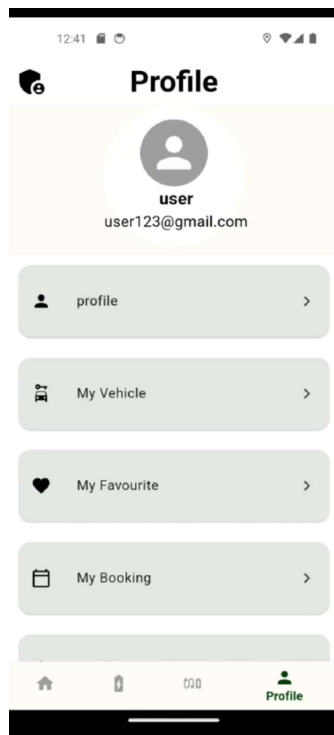 12:41
Profile
user
user123@gmail.com
profile
My Vehicle
My Favourite
My Booking
Profile